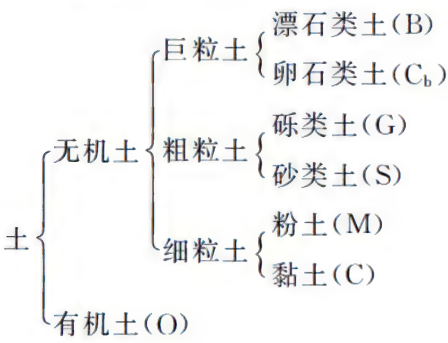 漂石类土(B)
巨粒土
卵石类土(Cb)
砾类土(G)
无机土
粗粒土
砂类土(S)
土
粉土(M)
细粒土
黏土(C)
有机土(O)